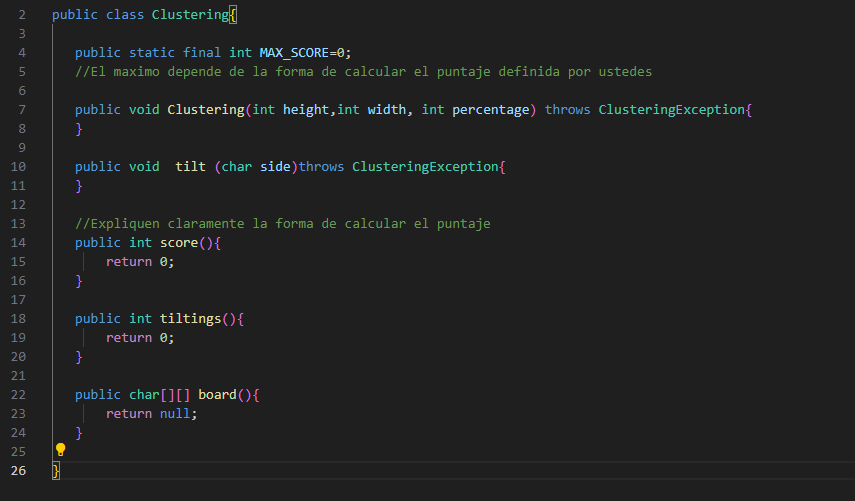 2 public class Clustering{
3
4 public static final int MAX_SCORE=0;
5 //El maximo depende de la forma de calcular el puntaje definida por ustedes
6
7 public void Clustering(int height,int width, int percentage) throws ClusteringException{
8 }
9
10 public void  tilt (char side)throws ClusteringException{
11 }
12
13 //Expliquen claramente la forma de calcular el puntaje
14 public int score(){
15 return 0;
16 }
17
18 public int tiltings(){
19 return 0;
20 }
21
22 public char[][] board(){
23 return null;
24 }
25
26 }